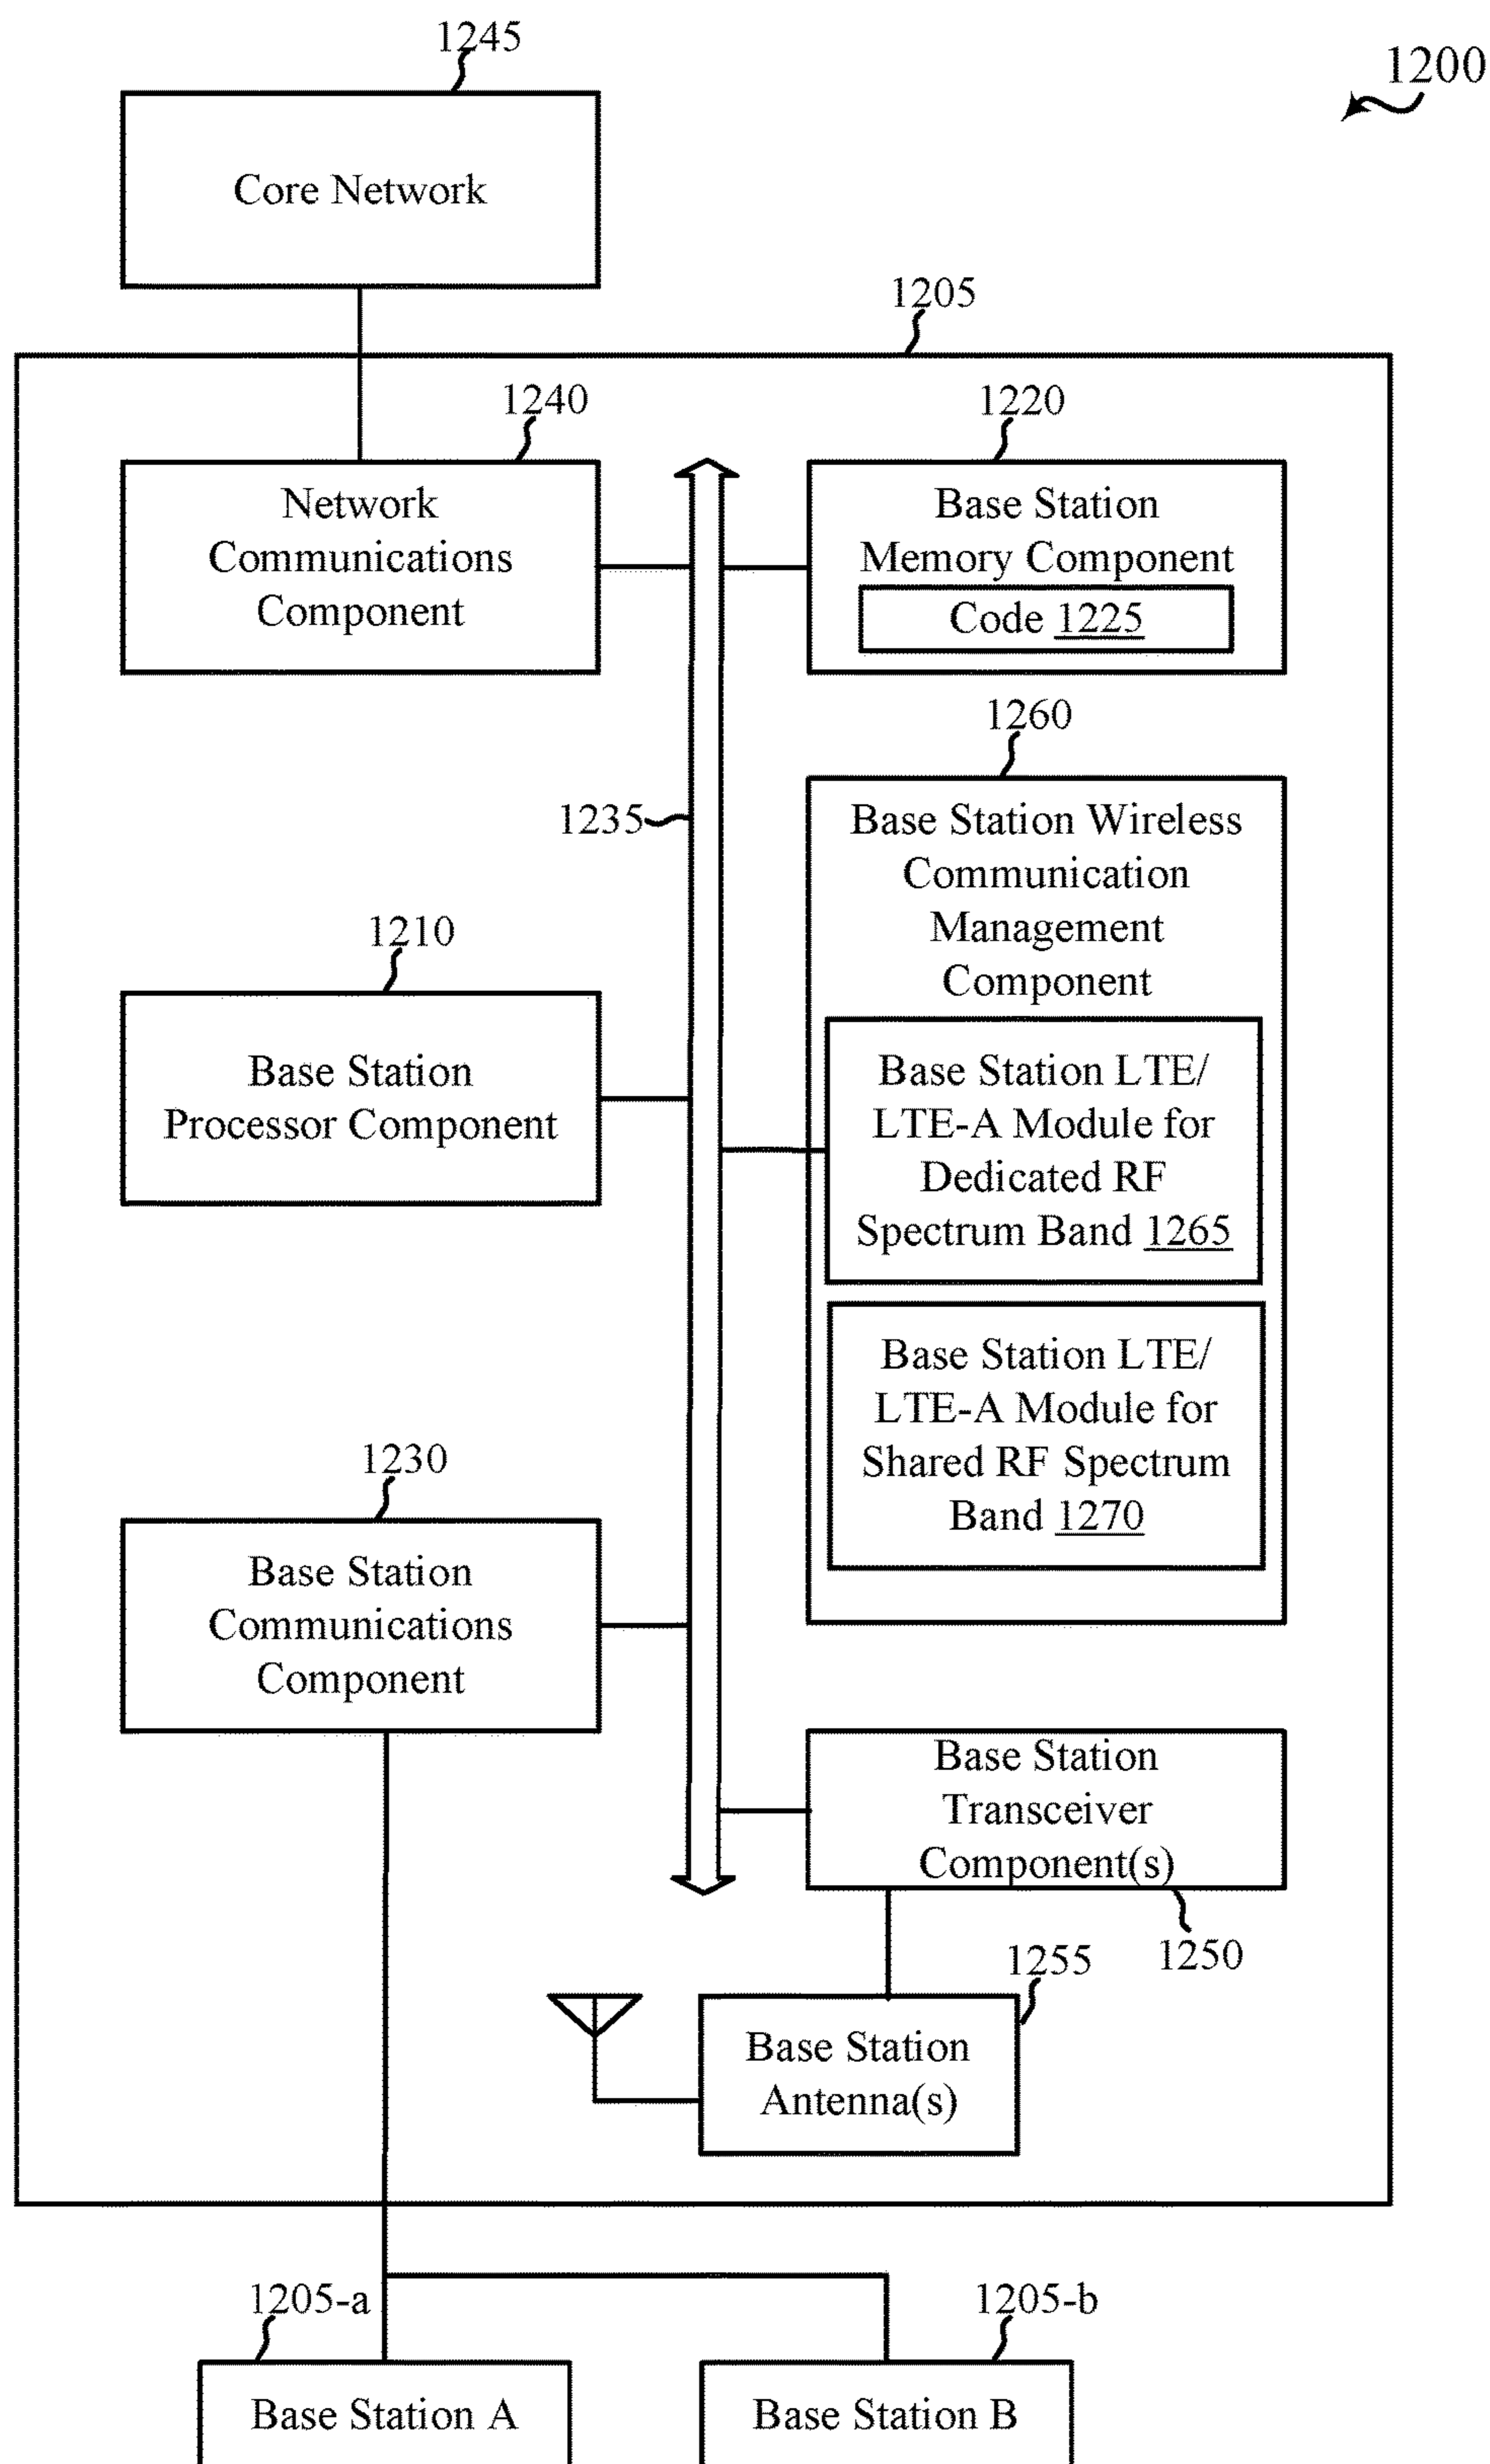 1245
1200
Core Network
1205
1240
1220
Network
Communications
Component
Base Station
Memory Component
Code 1225
1260
1235
Base Station Wireless
Communication
Management
Component
1210
Base Station
Processor Component
Base Station LTE/
LTE-A Module for
Dedicated RF
Spectrum Band 1265
Base Station LTE/
LTE-A Module for
Shared RF Spectrum
Band 1270
1230
Base Station
Communications
Component
Base Station
Transceiver
Component(s)
1250
1255
Base Station
Antenna(s)
1205-a
1205-b
Base Station A
Base Station B